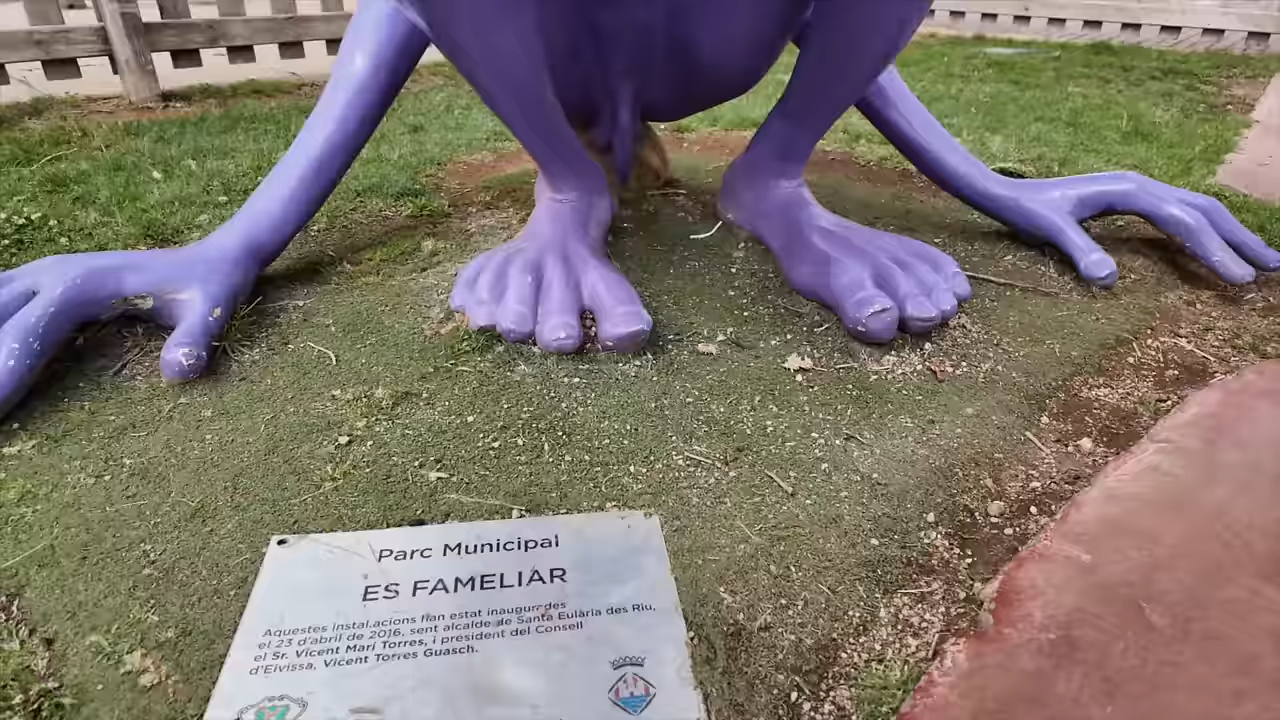 Parc Municipal
ES FAMELIAR
Aquestes instal.lacions han estat inaugurades
el 23 d'abril de 2016, sent alcalde de Santa Eulària des Riu,
el Sr. Vicent Marí Torres, i president del Consell
d'Eivissa, Vicent Torres Guasch.